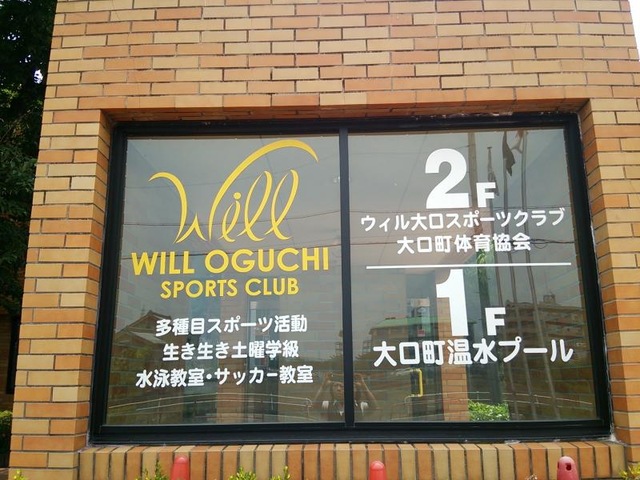 Will
WILL OGUCHI
SPORTS CLUB
多種目スポーツ活動
生き生き土曜学級
水泳教室・サッカー教室
2F
ウィル大口スポーツクラブ
大口町体育協会
1F
大口町温水プール